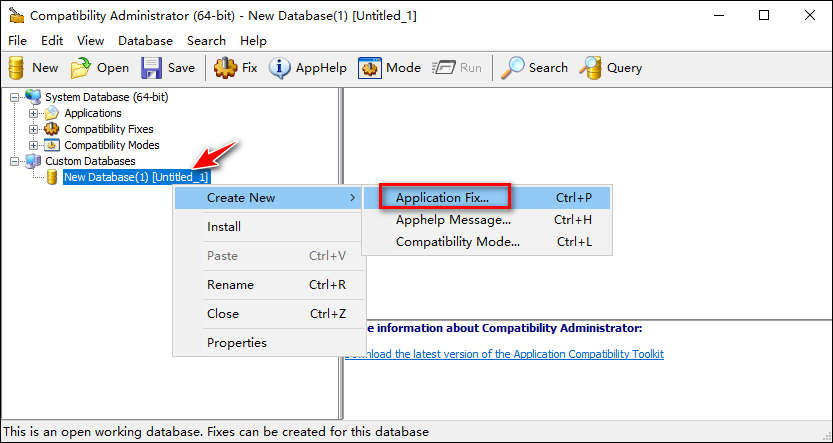 Compatibility Administrator (64-bit) - New Database(1) [Untitled_1]
File Edit View Database Search Help
New Open Save Fix AppHelp Mode Run Search Query
System Database (64-bit)
Applications
Compatibility Fixes
Compatibility Modes
Custom Databases
New Database(1) [Untitled_1]
Create New
Install
Paste Ctrl+V
Rename Ctrl+R
Close Ctrl+Z
Properties
Application Fix... Ctrl+P
Apphelp Message... Ctrl+H
Compatibility Mode... Ctrl+L
e information about Compatibility Administrator:
ownload the latest version of the Application Compatibility Toolkit
This is an open working database. Fixes can be created for this database